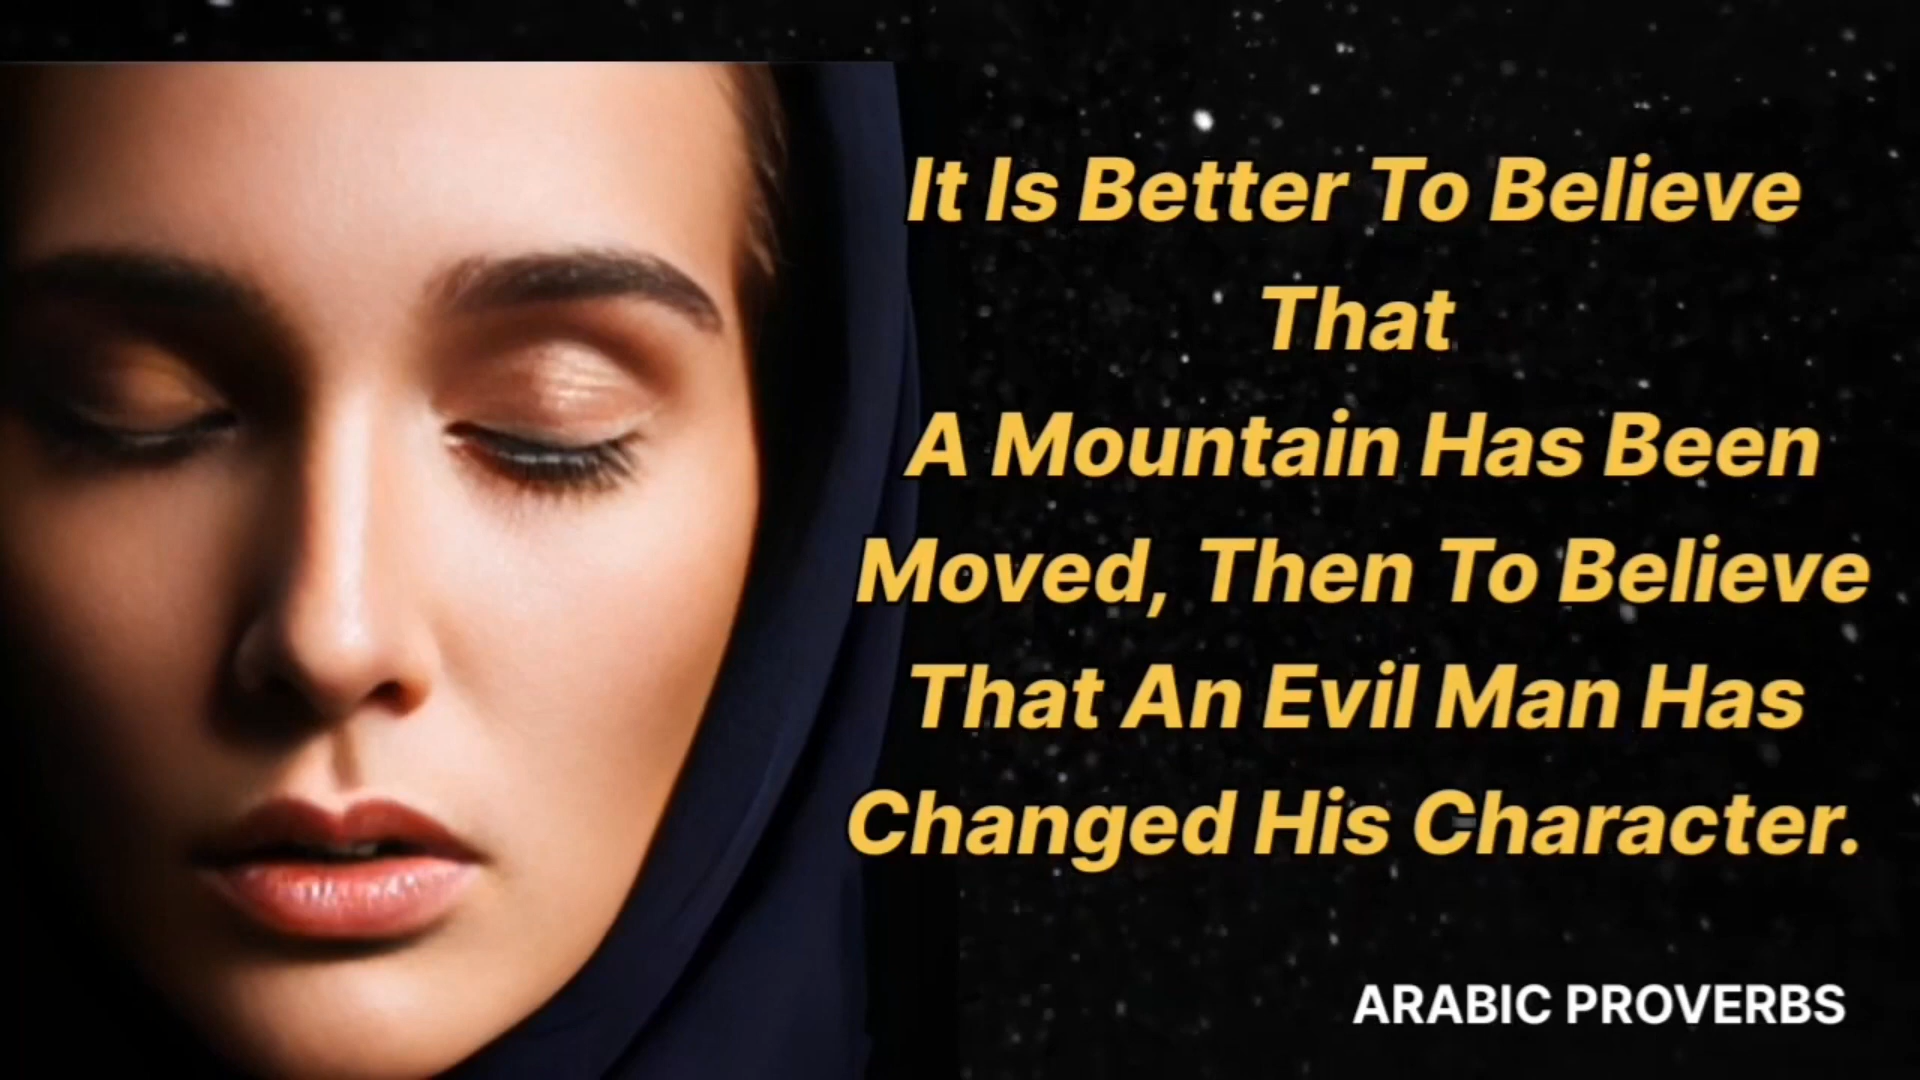 It Is Better To Believe
That
A Mountain Has Been
Moved, Then To Believe
That An Evil Man Has
Changed His Character.
ARABIC PROVERBS